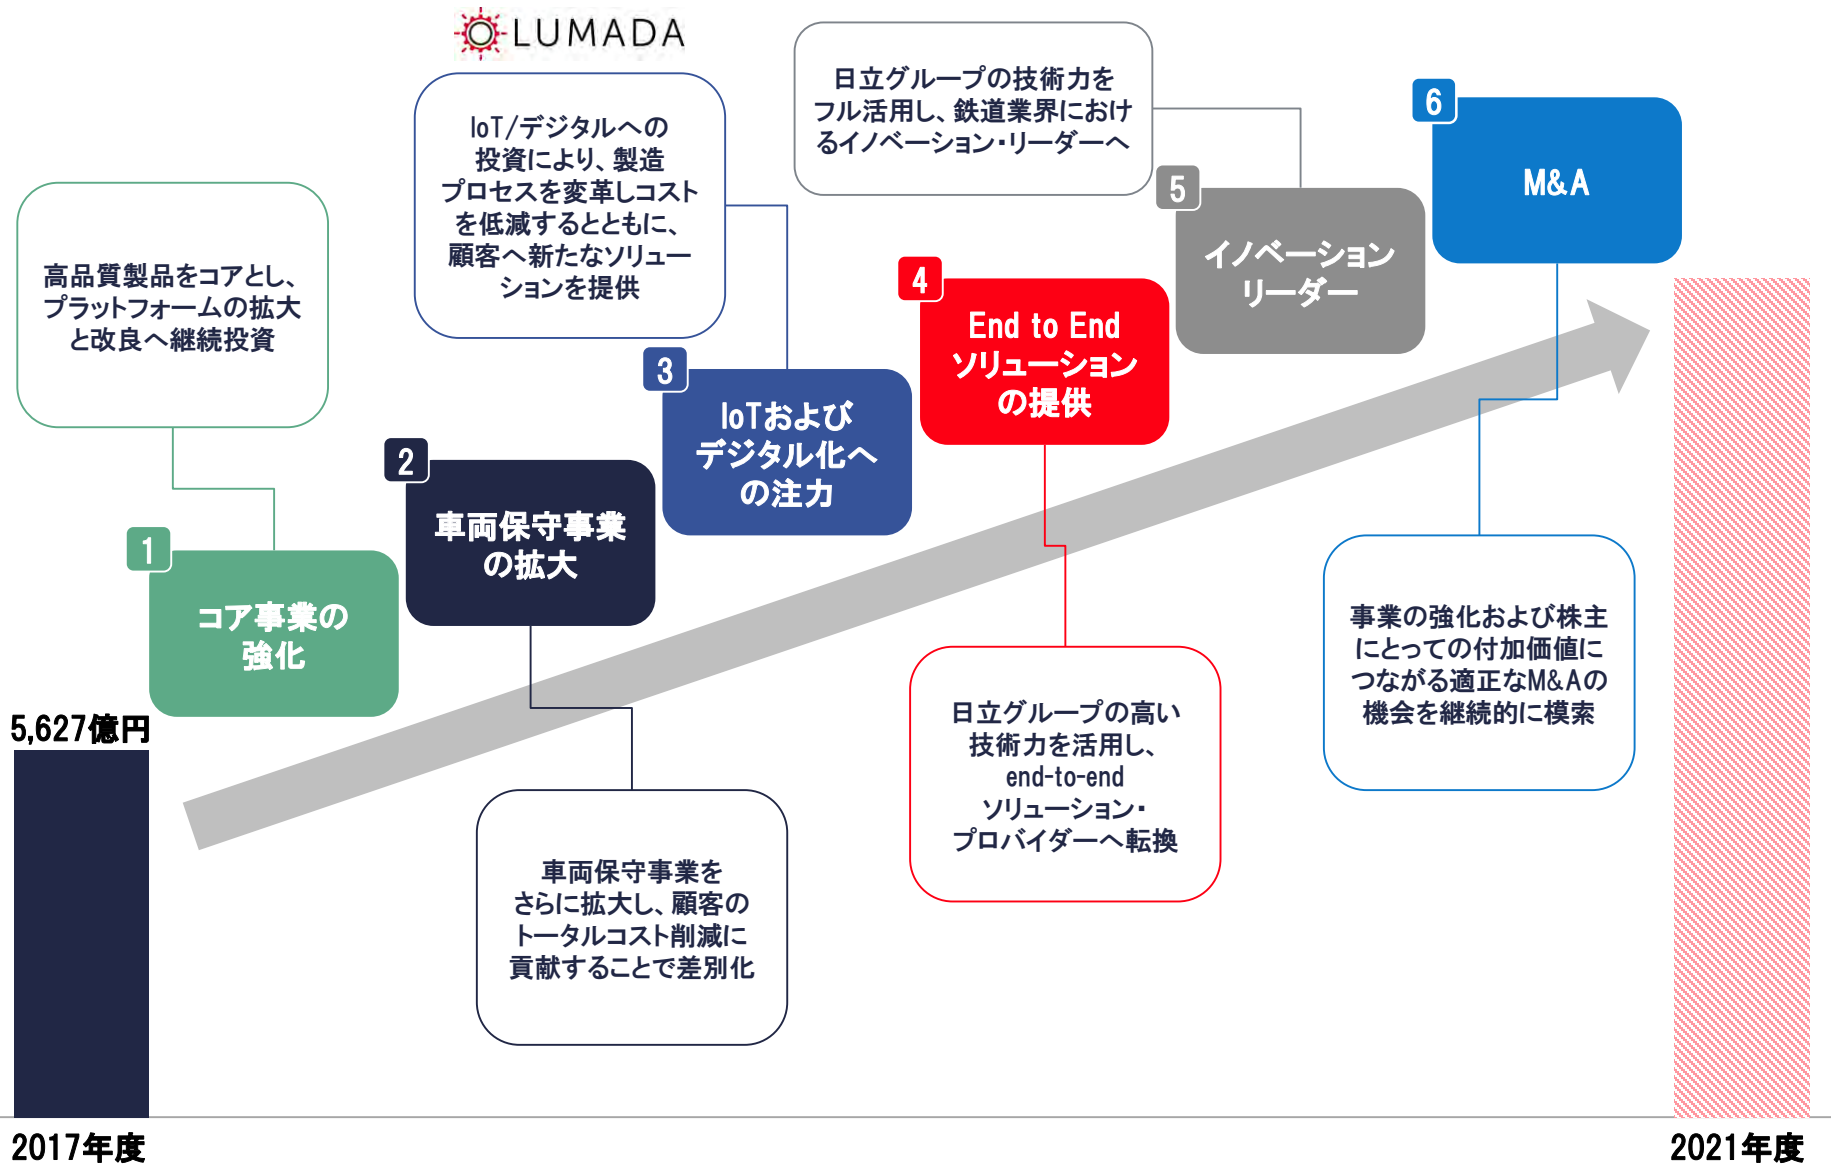 LUMADA
高品質製品をコアとし、
プラットフォームの拡大
と改良へ継続投資
1
コア事業の
強化
2
車両保守事業
の拡大
車両保守事業を
さらに拡大し、顧客の
トータルコスト削減に
貢献することで差別化
IoT/デジタルへの
投資により、製造
プロセスを変革しコスト
を低減するとともに、
顧客へ新たなソリュー
ションを提供
3
IoTおよび
デジタル化へ
の注力
4
End to End
ソリューション
の提供
日立グループの高い
技術力を活用し、
end-to-end
ソリューション・
プロバイダーへ転換
日立グループの技術力を
フル活用し、鉄道業界におけ
るイノベーション・リーダーへ
5
イノベーション
リーダー
6
M&A
事業の強化および株主
にとっての付加価値に
つながる適正なM&Aの
機会を継続的に模索
5,627億円
2017年度
2021年度